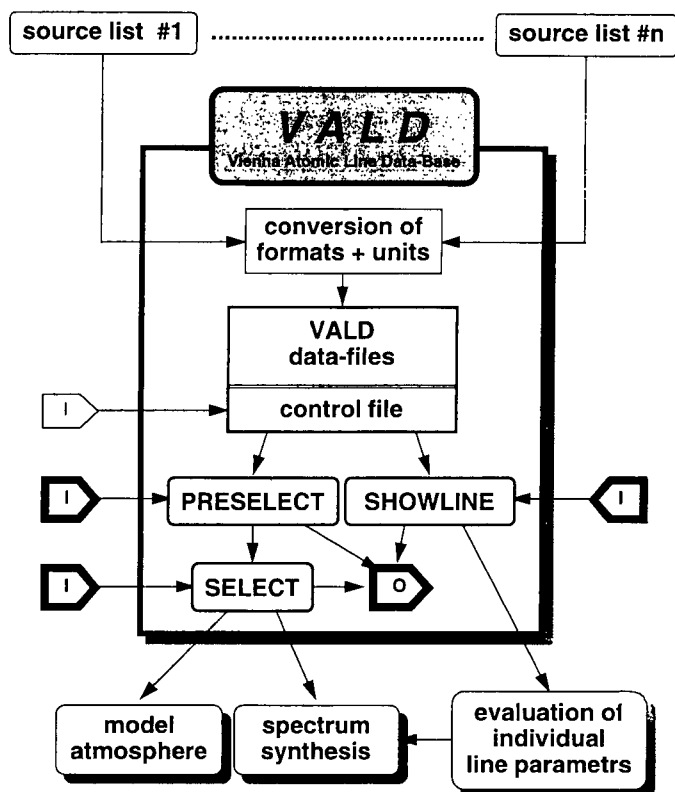 source list #1
source list #n
VALD
Vienna Atomic Line Data-Base
conversion of
formats + units
VALD
data-files
control file
I
I
PRESELECT
SHOWLINE
I
I
SELECT
O
model
atmosphere
spectrum
synthesis
evaluation of
individual
line parametrs